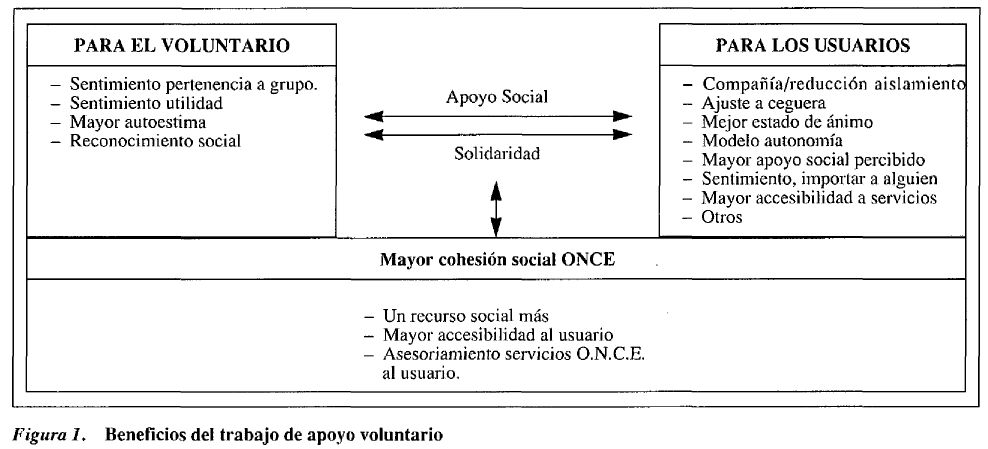 PARA EL VOLUNTARIO
– Sentimiento pertenencia a grupo.
– Sentimiento utilidad
– Mayor autoestima
– Reconocimiento social
Apoyo Social
Solidaridad
PARA LOS USUARIOS
– Compañía/reducción aislamiento
– Ajuste a ceguera
– Mejor estado de ánimo
– Modelo autonomía
– Mayor apoyo social percibido
– Sentimiento, importar a alguien
– Mayor accesibilidad a servicios
– Otros
Mayor cohesión social ONCE
– Un recurso social más
– Mayor accesibilidad al usuario
– Asesoriamiento servicios O.N.C.E.
al usuario.
Figura 1. Beneficios del trabajo de apoyo voluntario